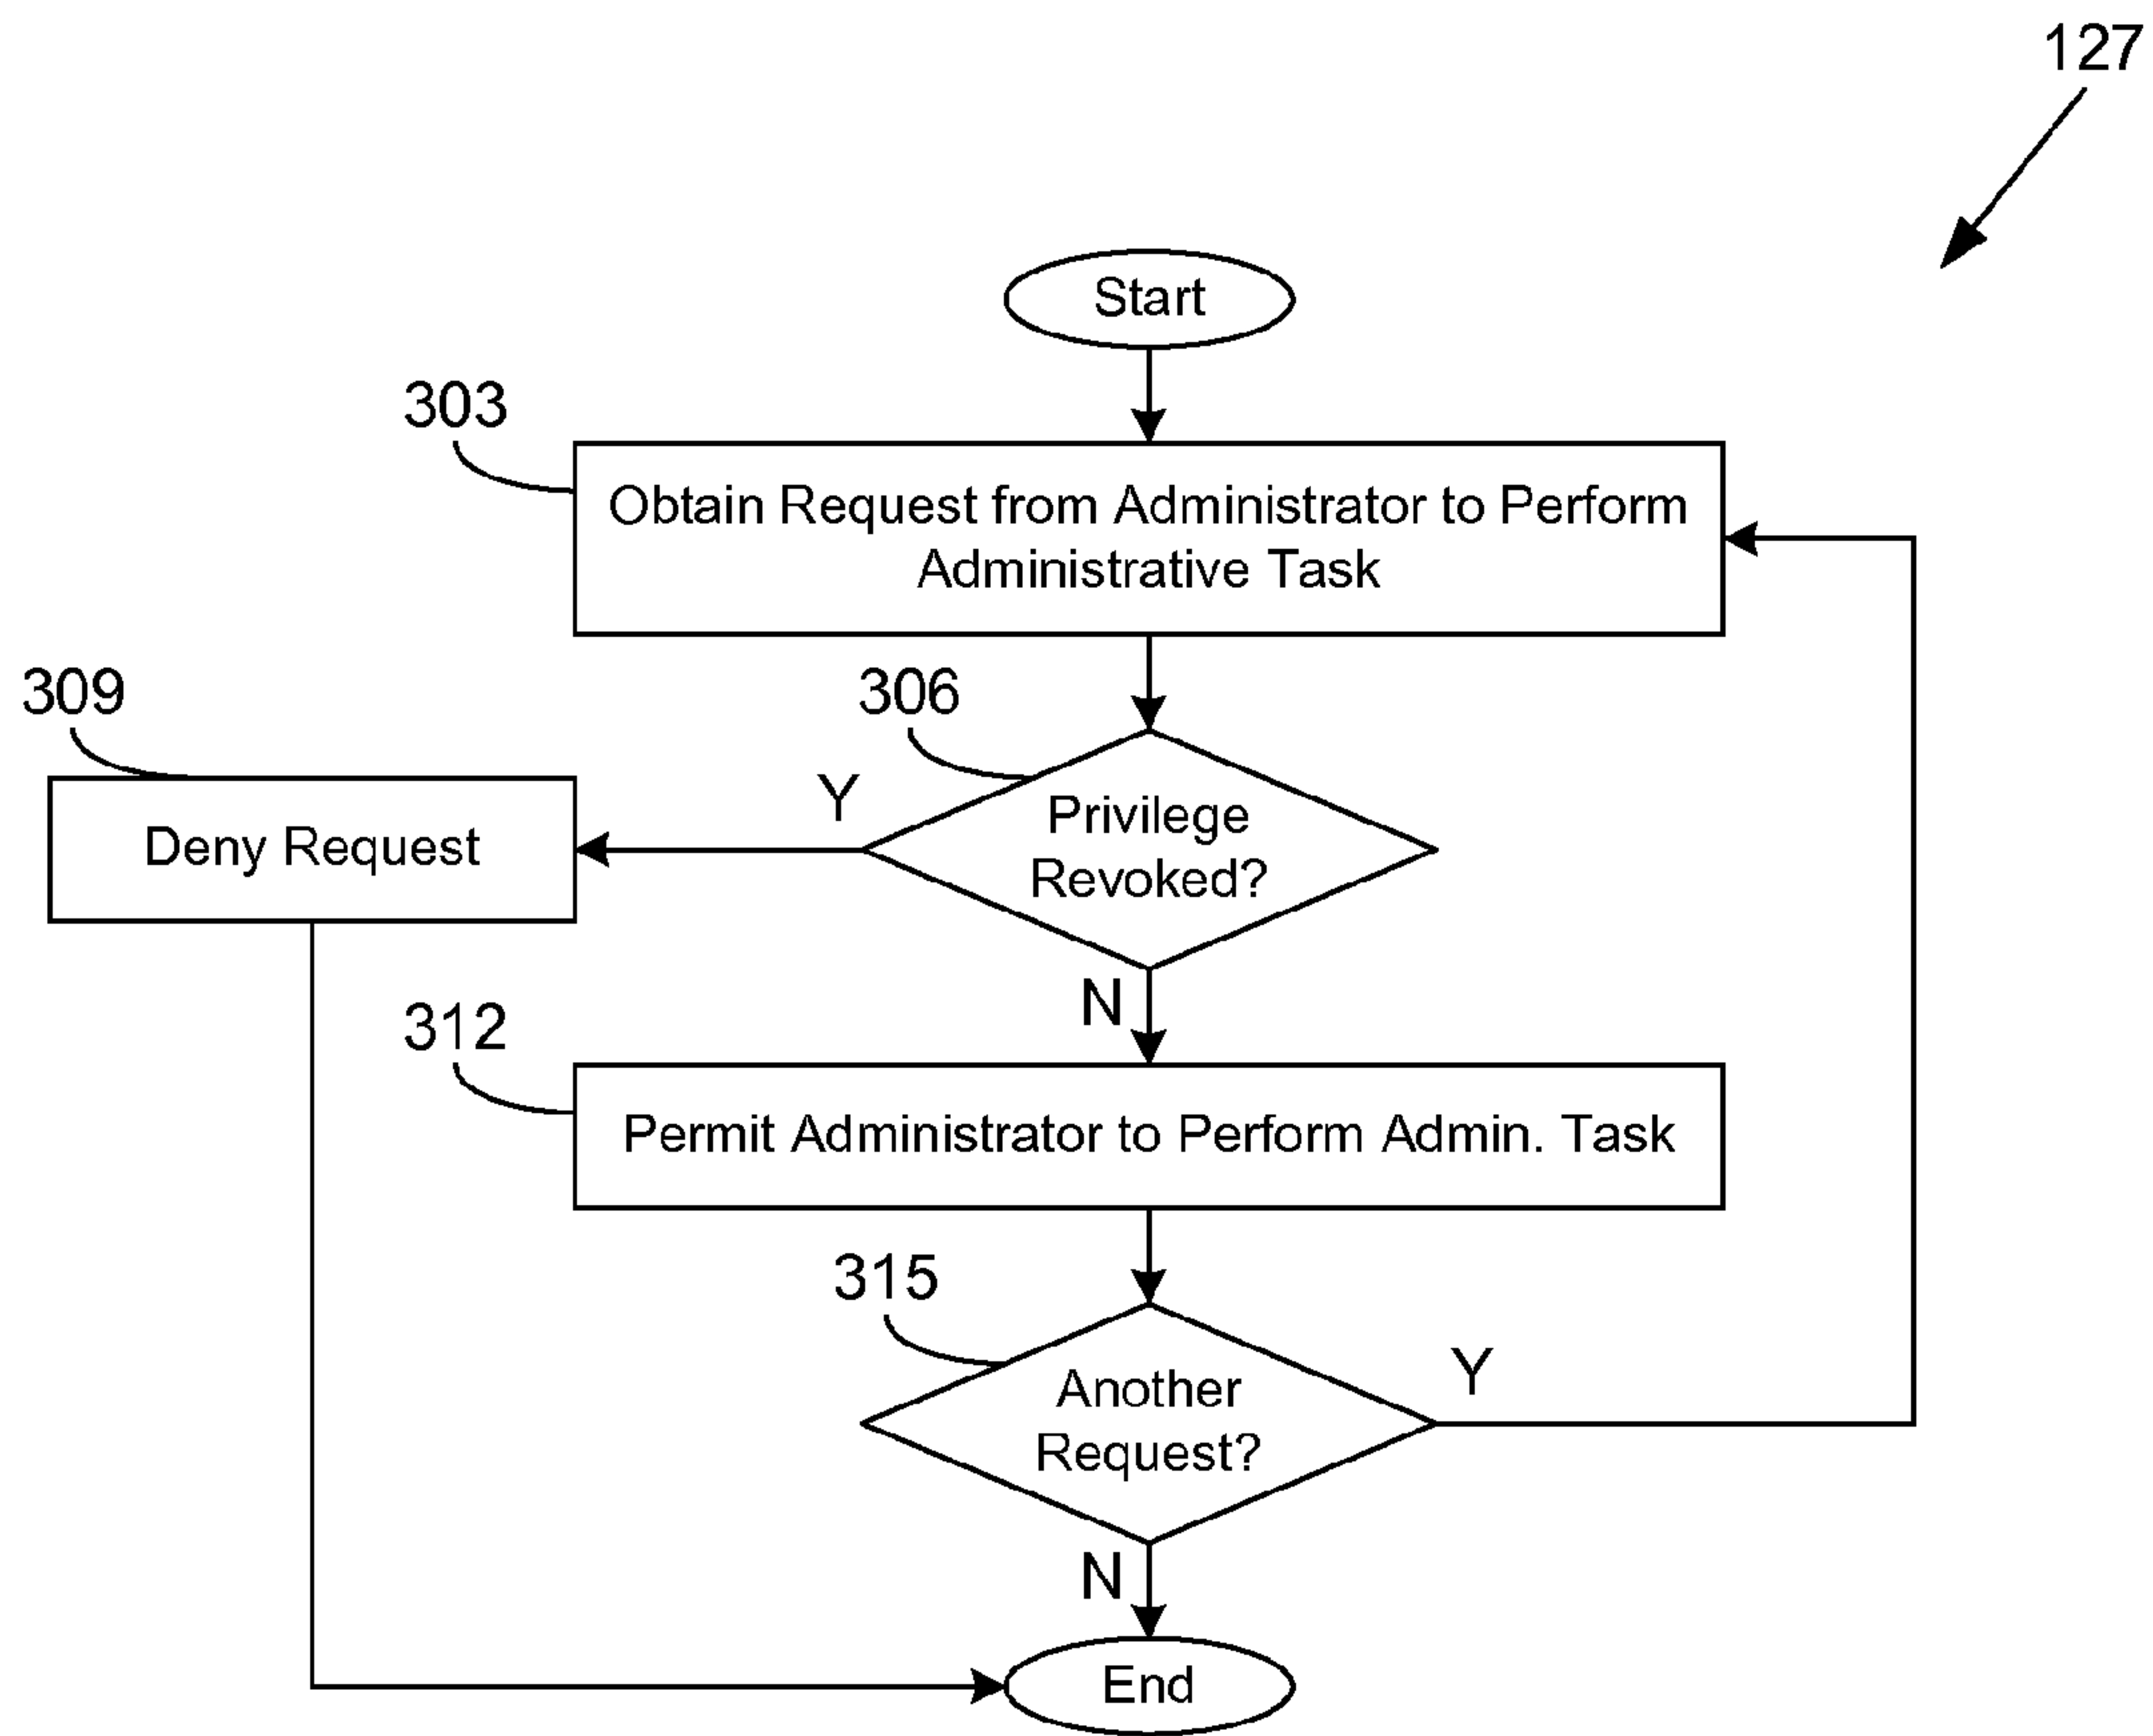 127
Start
303
Obtain Request from Administrator to Perform
Administrative Task
309
306
Y
Privilege
Revoked?
Deny Request
N
312
Permit Administrator to Perform Admin. Task
315
Another
Request?
Y
N
End